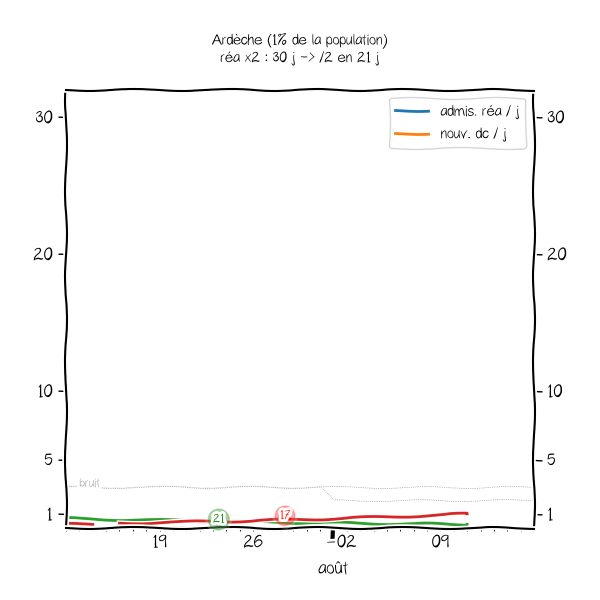 Ardèche (1% de la population)
réa x2 : 30 j -> /2 en 21 j
admis. réa / j
nouv. dc / j
30
30
20
20
10
10
5
5
bruit
1
1
21
17
19
26
02
09
août